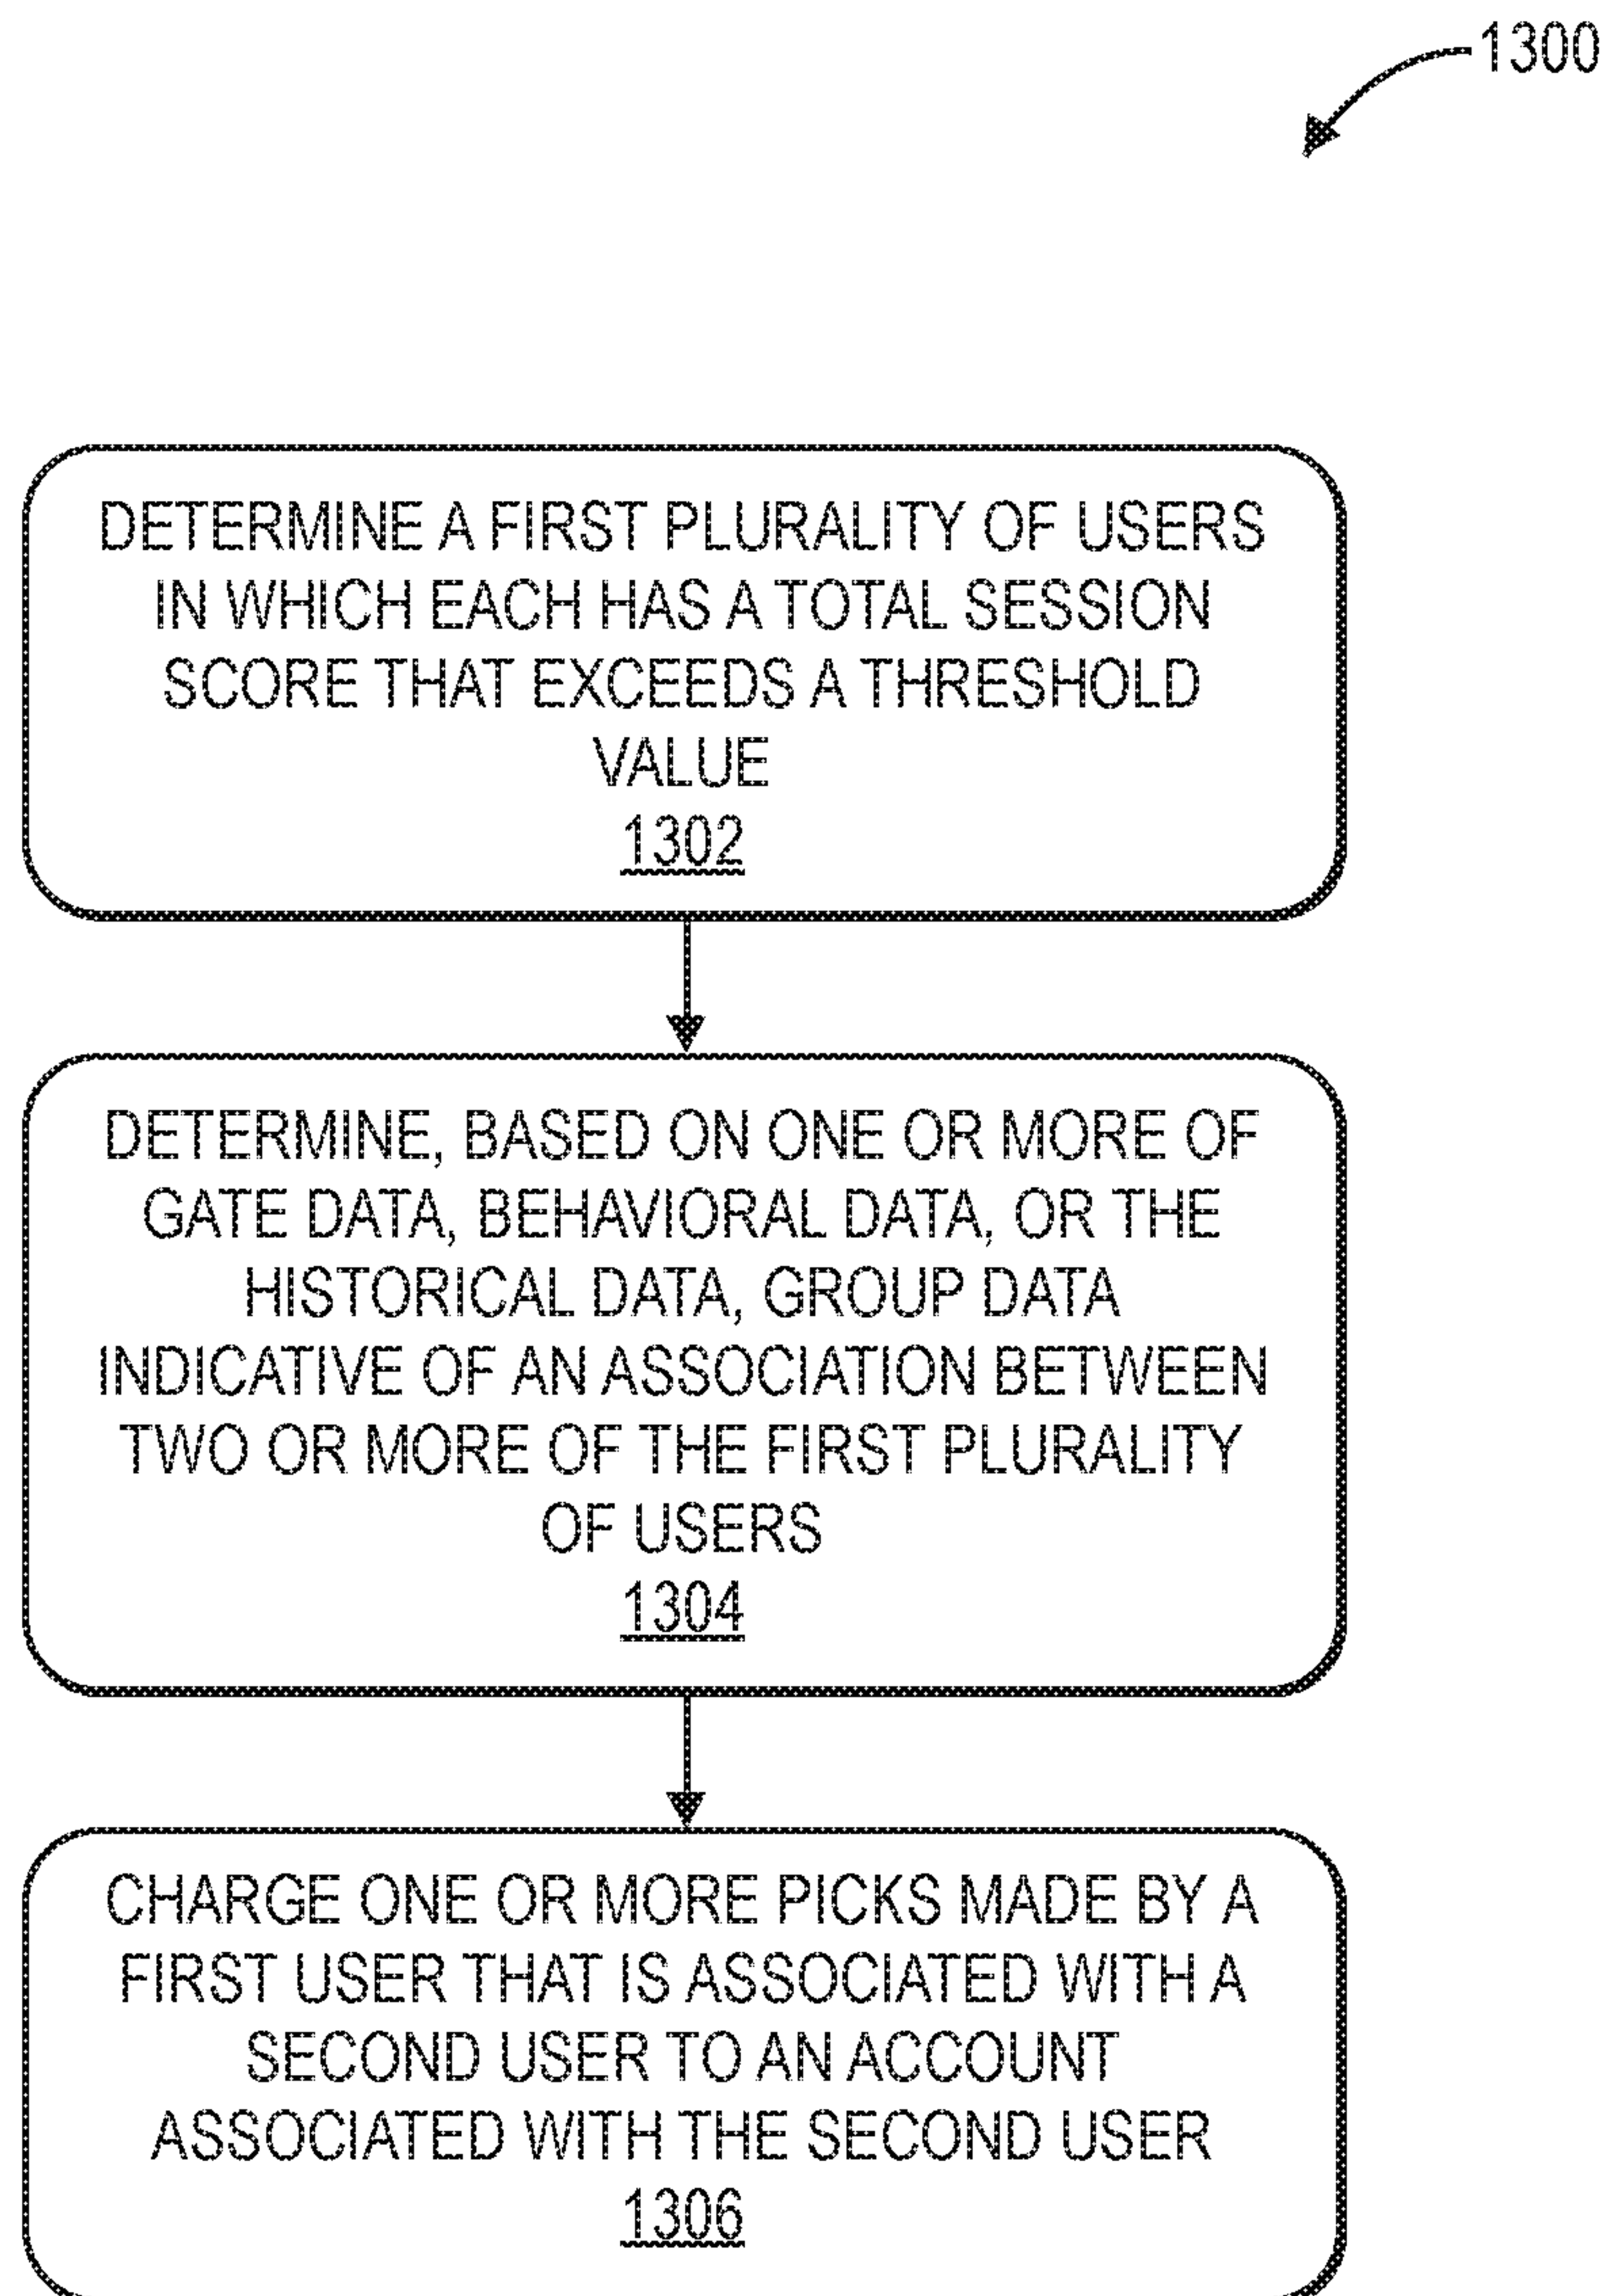 1300
DETERMINE A FIRST PLURALITY OF USERS
IN WHICH EACH HAS A TOTAL SESSION
SCORE THAT EXCEEDS A THRESHOLD
VALUE
1302
DETERMINE, BASED ON ONE OR MORE OF
GATE DATA, BEHAVIORAL DATA, OR THE
HISTORICAL DATA, GROUP DATA
INDICATIVE OF AN ASSOCIATION BETWEEN
TWO OR MORE OF THE FIRST PLURALITY
OF USERS
1304
CHARGE ONE OR MORE PICKS MADE BY A
FIRST USER THAT IS ASSOCIATED WITH A
SECOND USER TO AN ACCOUNT
ASSOCIATED WITH THE SECOND USER
1306